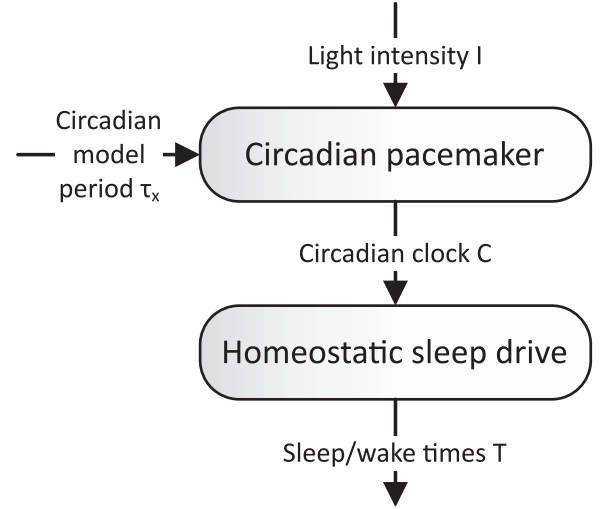 Light intensity I
Circadian
model
period τₓ
Circadian pacemaker
Circadian clock C
Homeostatic sleep drive
Sleep/wake times T